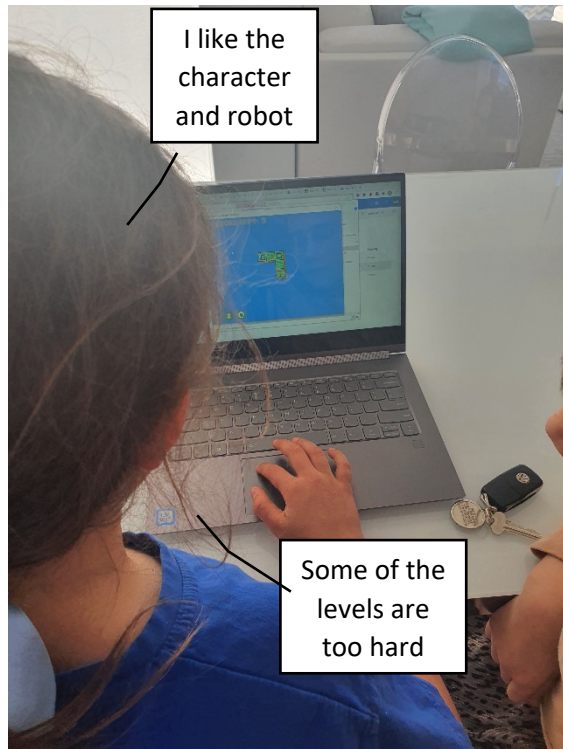 I like the
character
and robot
Some of the
levels are
too hard